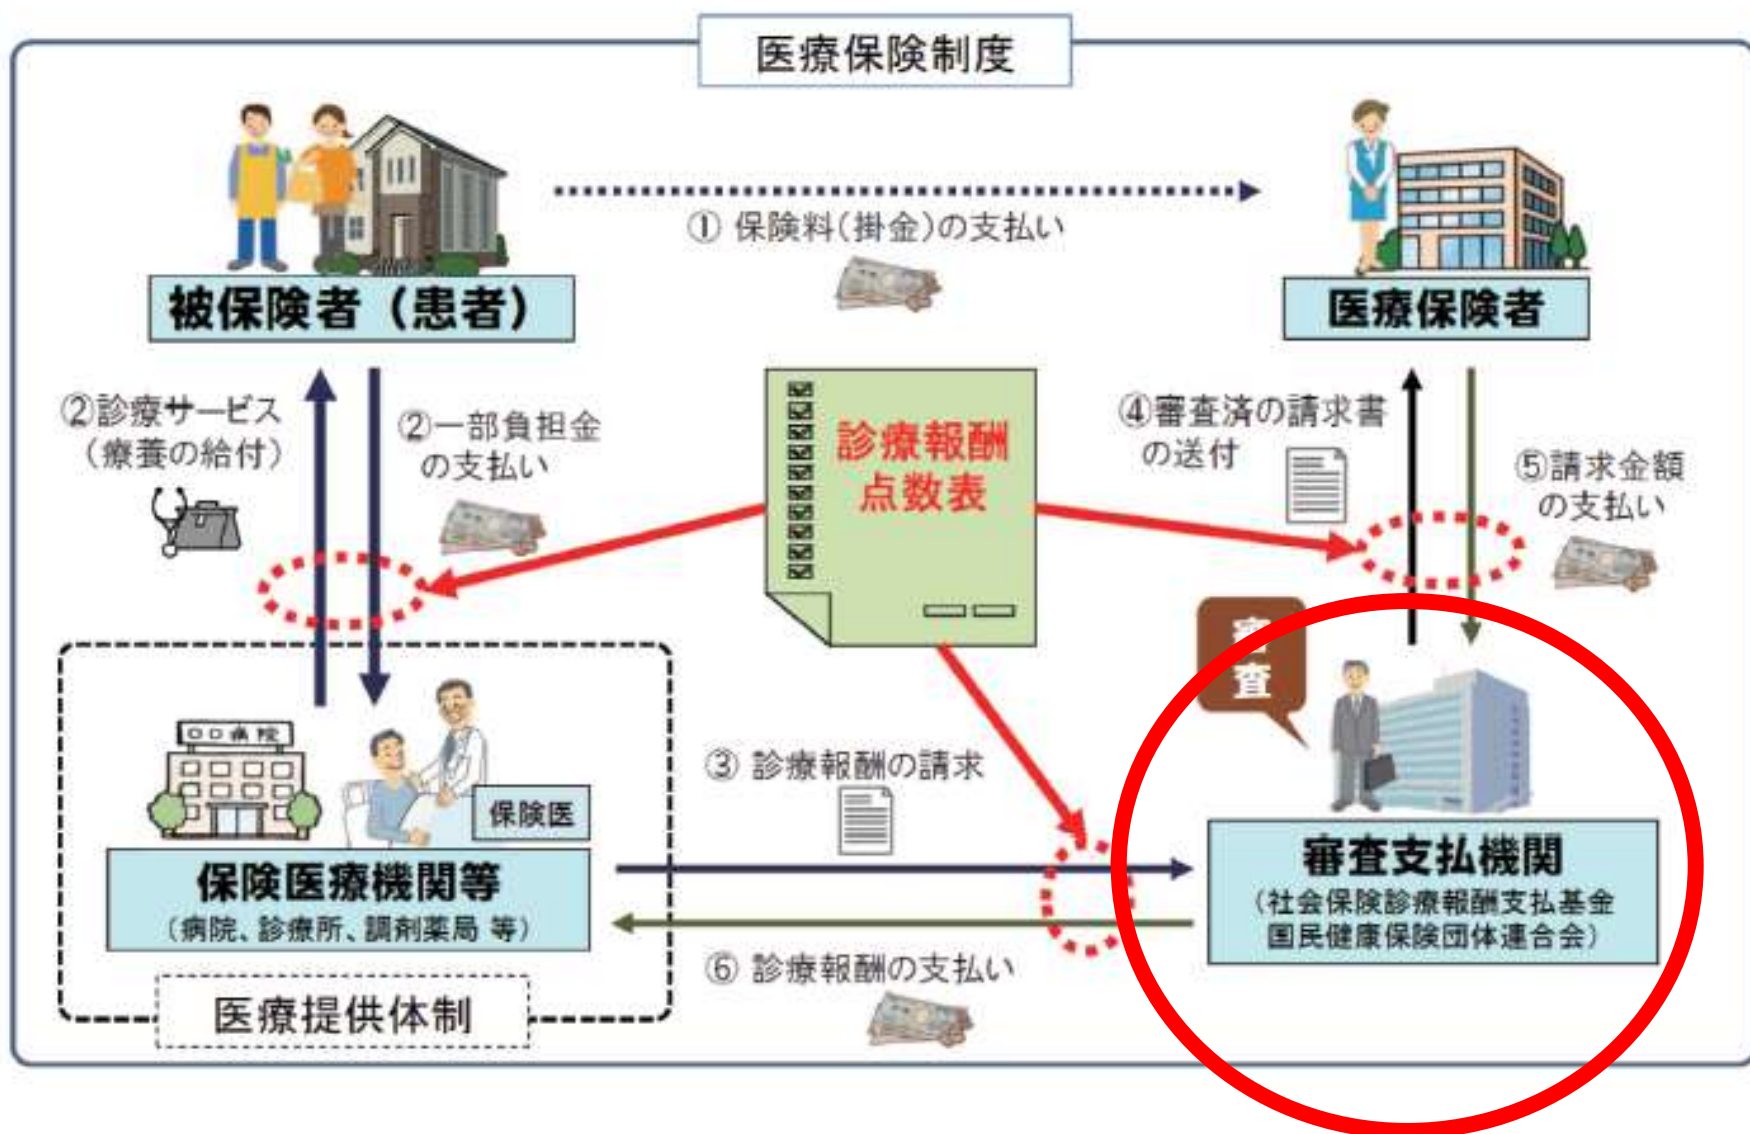 医療保険制度
① 保険料(掛金)の支払い
被保険者（患者）
医療保険者
②診療サービス
（療養の給付）
②一部負担金
の支払い
診療報酬
点数表
④審査済の請求書
の送付
⑤請求金額
の支払い
審
査
〇〇病院
保険医
保険医療機関等
（病院、診療所、調剤薬局 等）
医療提供体制
③ 診療報酬の請求
⑥ 診療報酬の支払い
審査支払機関
（社会保険診療報酬支払基金
国民健康保険団体連合会）